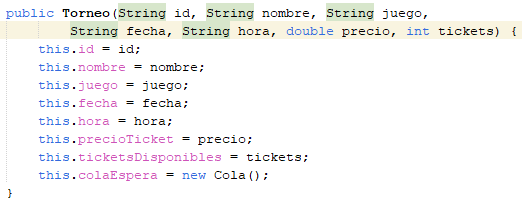 public Torneo(String id, String nombre, String juego,
        String fecha, String hora, double precio, int tickets) {
    this.id = id;
    this.nombre = nombre;
    this.juego = juego;
    this.fecha = fecha;
    this.hora = hora;
    this.precioTicket = precio;
    this.ticketsDisponibles = tickets;
    this.colaEspera = new Cola();
}